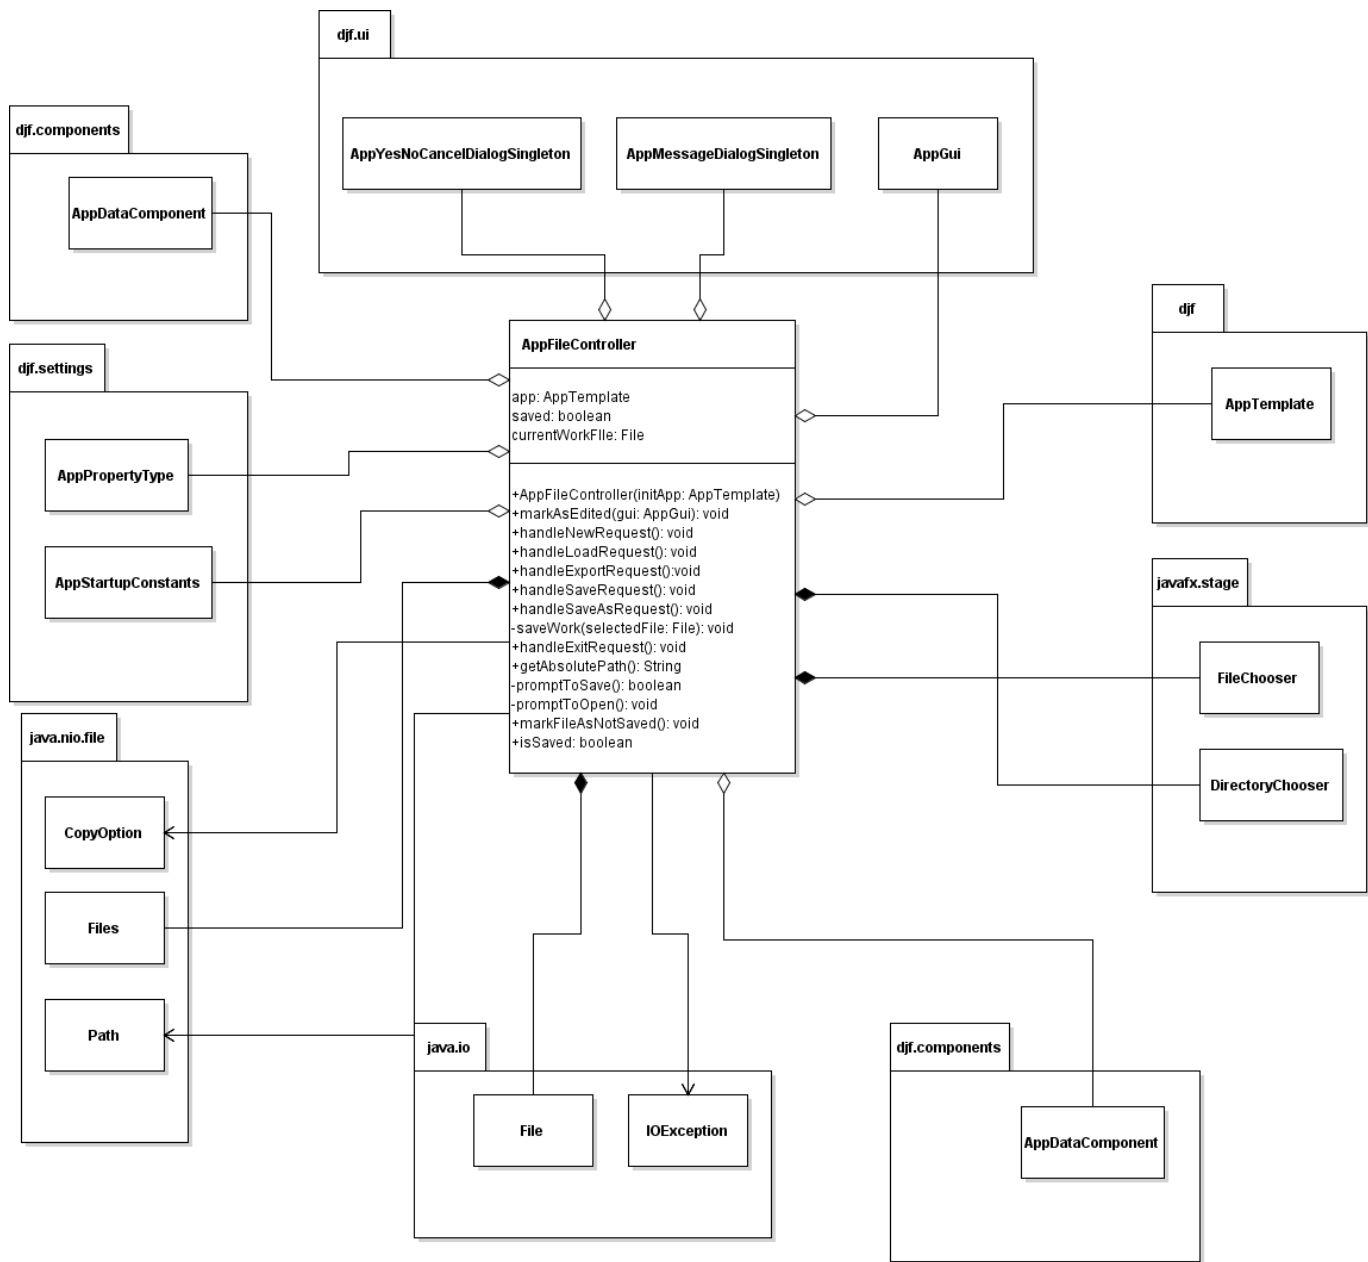 djf.ui
AppYesNoCancelDialogSingleton
AppMessageDialogSingleton
AppGui
djf.components
AppDataComponent
djf.settings
AppPropertyType
AppStartupConstants
AppFileController
app: AppTemplate
saved: boolean
currentWorkFIle: File
+AppFileController(initApp: AppTemplate)
+markAsEdited(gui: AppGui): void
+handleNewRequest(): void
+handleLoadRequest(): void
+handleExportRequest():void
+handleSaveRequest(): void
+handleSaveAsRequest(): void
-saveWork(selectedFile: File): void
+handleExitRequest(): void
+getAbsolutePath(): String
-promptToSave(): boolean
-promptToOpen(): void
+markFileAsNotSaved(): void
+isSaved: boolean
djf
AppTemplate
javafx.stage
FileChooser
DirectoryChooser
java.nio.file
CopyOption
Files
Path
java.io
File
IOException
djf.components
AppDataComponent